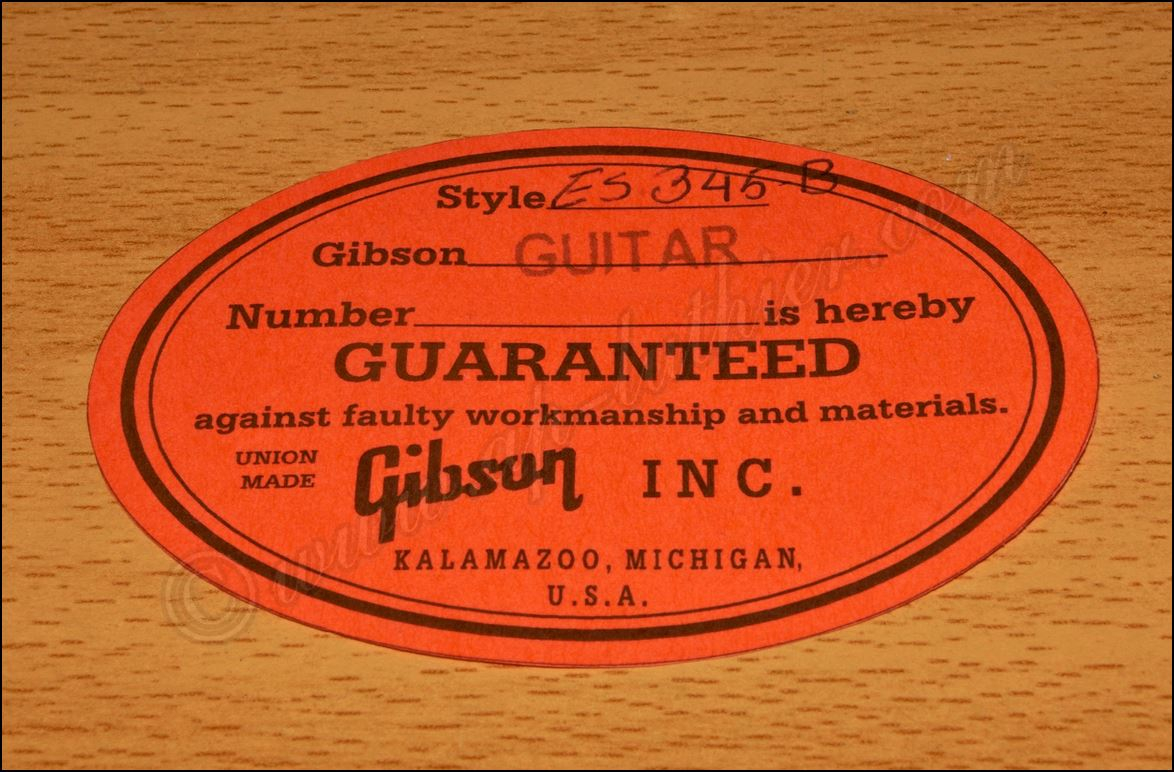 Style ES 345-B
Gibson GUITAR
Number is hereby
GUARANTEED
against faulty workmanship and materials.
UNION
MADE
Gibson INC.
KALAMAZOO, MICHIGAN,
U.S.A.